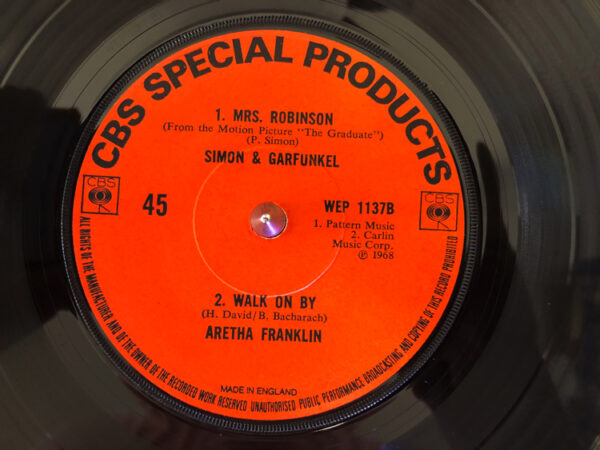 CBS SPECIAL PRODUCTS
1. MRS. ROBINSON
(From the Motion Picture "The Graduate")
(P. Simon)
SIMON & GARFUNKEL
CBS
CBS
45
WEP 1137B
1. Pattern Music
2. Carlin
Music Corp.
℗ 1968
2. WALK ON BY
(H. David/B. Bacharach)
ARETHA FRANKLIN
MADE IN ENGLAND
ALL RIGHTS OF THE MANUFACTURER AND OF THE OWNER OF THE RECORDED WORK RESERVED UNAUTHORISED PUBLIC PERFORMANCE BROADCASTING AND COPYING OF THIS RECORD PROHIBITED